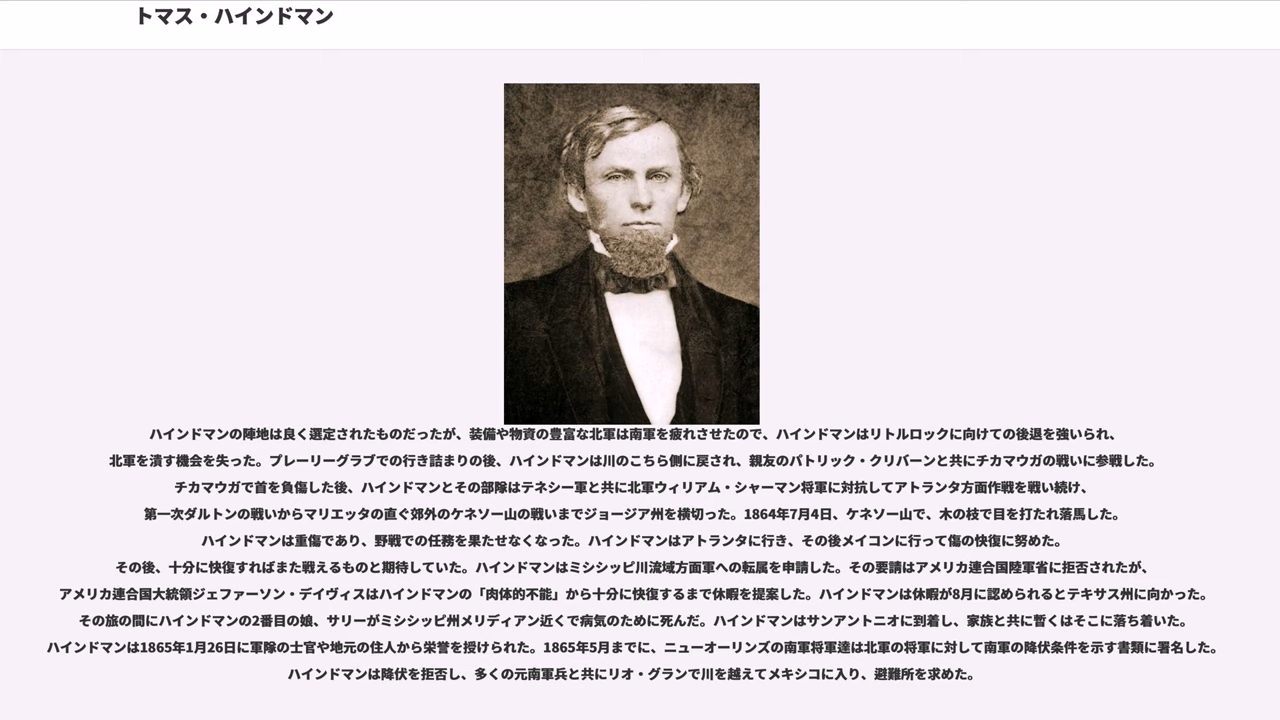 トマス・ハインドマン
ハインドマンの陣地は良く選定されたものだったが、装備や物資の豊富な北軍は南軍を疲れさせたので、ハインドマンはリトルロックに向けての後退を強いられ、
北軍を潰す機会を失った。プレーリーグラブでの行き詰まりの後、ハインドマンは川のこちら側に戻され、親友のパトリック・クリバーンと共にチカマウガの戦いに参戦した。
チカマウガで首を負傷した後、ハインドマンとその部隊はテネシー軍と共に北軍ウィリアム・シャーマン将軍に対抗してアトランタ方面作戦を戦い続け、
第一次ダルトンの戦いからマリエッタの直ぐ郊外のケネソー山の戦いまでジョージア州を横切った。1864年7月4日、ケネソー山で、木の枝で目を打たれ落馬した。
ハインドマンは重傷であり、野戦での任務を果たせなくなった。ハインドマンはアトランタに行き、その後メイコンに行って傷の快復に努めた。
その後、十分に快復すればまた戦えるものと期待していた。ハインドマンはミシシッピ川流域方面軍への転属を申請した。その要請はアメリカ連合国陸軍省に拒否されたが、
アメリカ連合国大統領ジェファーソン・デイヴィスはハインドマンの「肉体的不能」から十分に快復するまで休暇を提案した。ハインドマンは休暇が8月に認められるとテキサス州に向かった。
その旅の間にハインドマンの2番目の娘、サリーがミシシッピ州メリディアン近くで病気のために死んだ。ハインドマンはサンアントニオに到着し、家族と共に暫くはそこに落ち着いた。
ハインドマンは1865年1月26日に軍隊の士官や地元の住人から栄誉を授けられた。1865年5月までに、ニューオーリンズの南軍将軍達は北軍の将軍に対して南軍の降伏条件を示す書類に署名した。
ハインドマンは降伏を拒否し、多くの元南軍兵と共にリオ・グランで川を越えてメキシコに入り、避難所を求めた。